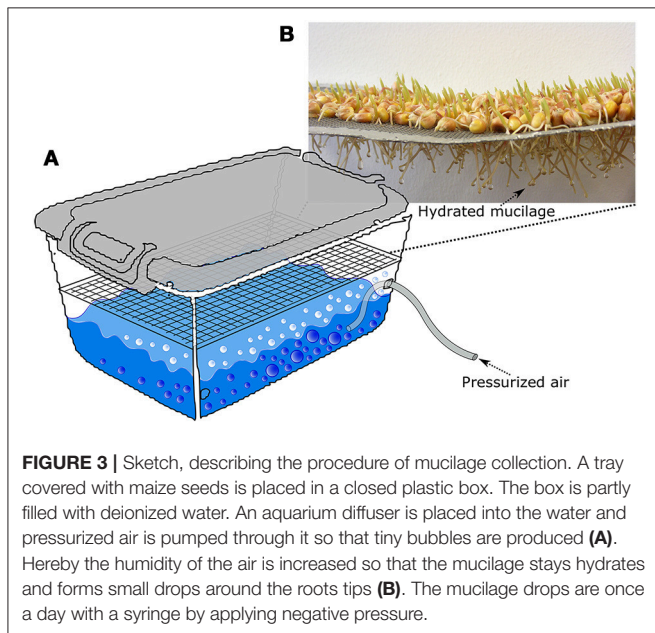 B
A
Hydrated mucilage
Pressurized air
FIGURE 3 | Sketch, describing the procedure of mucilage collection. A tray
covered with maize seeds is placed in a closed plastic box. The box is partly
filled with deionized water. An aquarium diffuser is placed into the water and
pressurized air is pumped through it so that tiny bubbles are produced (A).
Hereby the humidity of the air is increased so that the mucilage stays hydrates
and forms small drops around the roots tips (B). The mucilage drops are once
a day with a syringe by applying negative pressure.